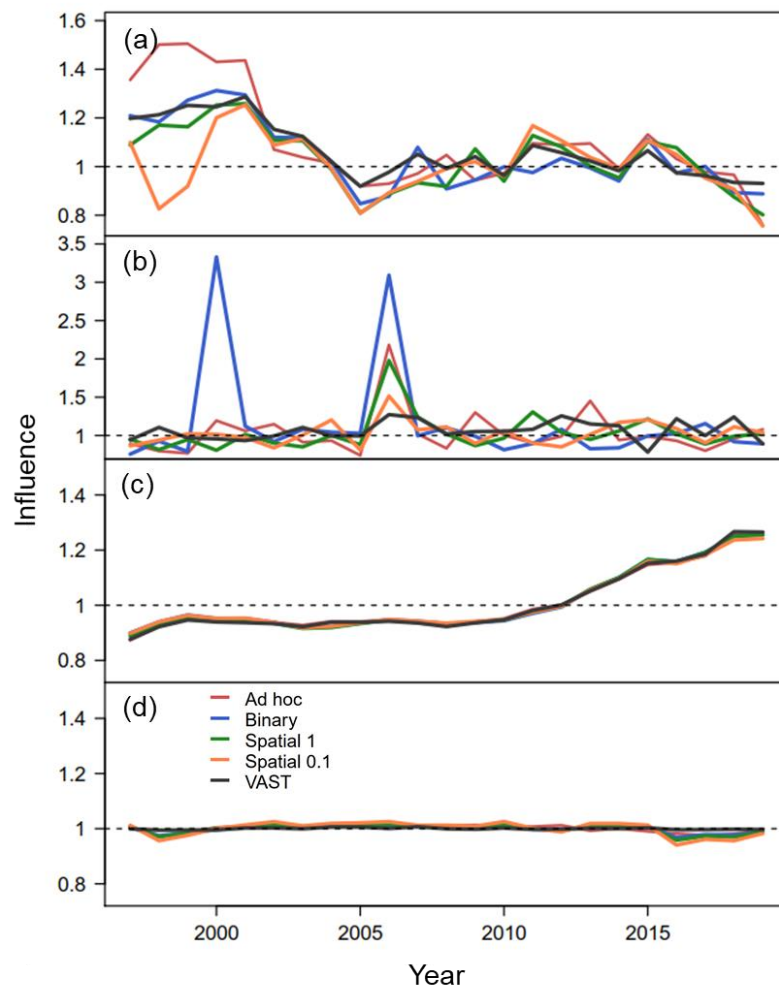 (a)
1.6
1.4
1.2
1
0.8
(b)
3.5
3
2.5
2
1.5
1
Influence
(c)
1.4
1.2
1
0.8
(d)
Ad hoc
Binary
Spatial 1
Spatial 0.1
VAST
1.4
1.2
1
0.8
2000 2005 2010 2015
Year